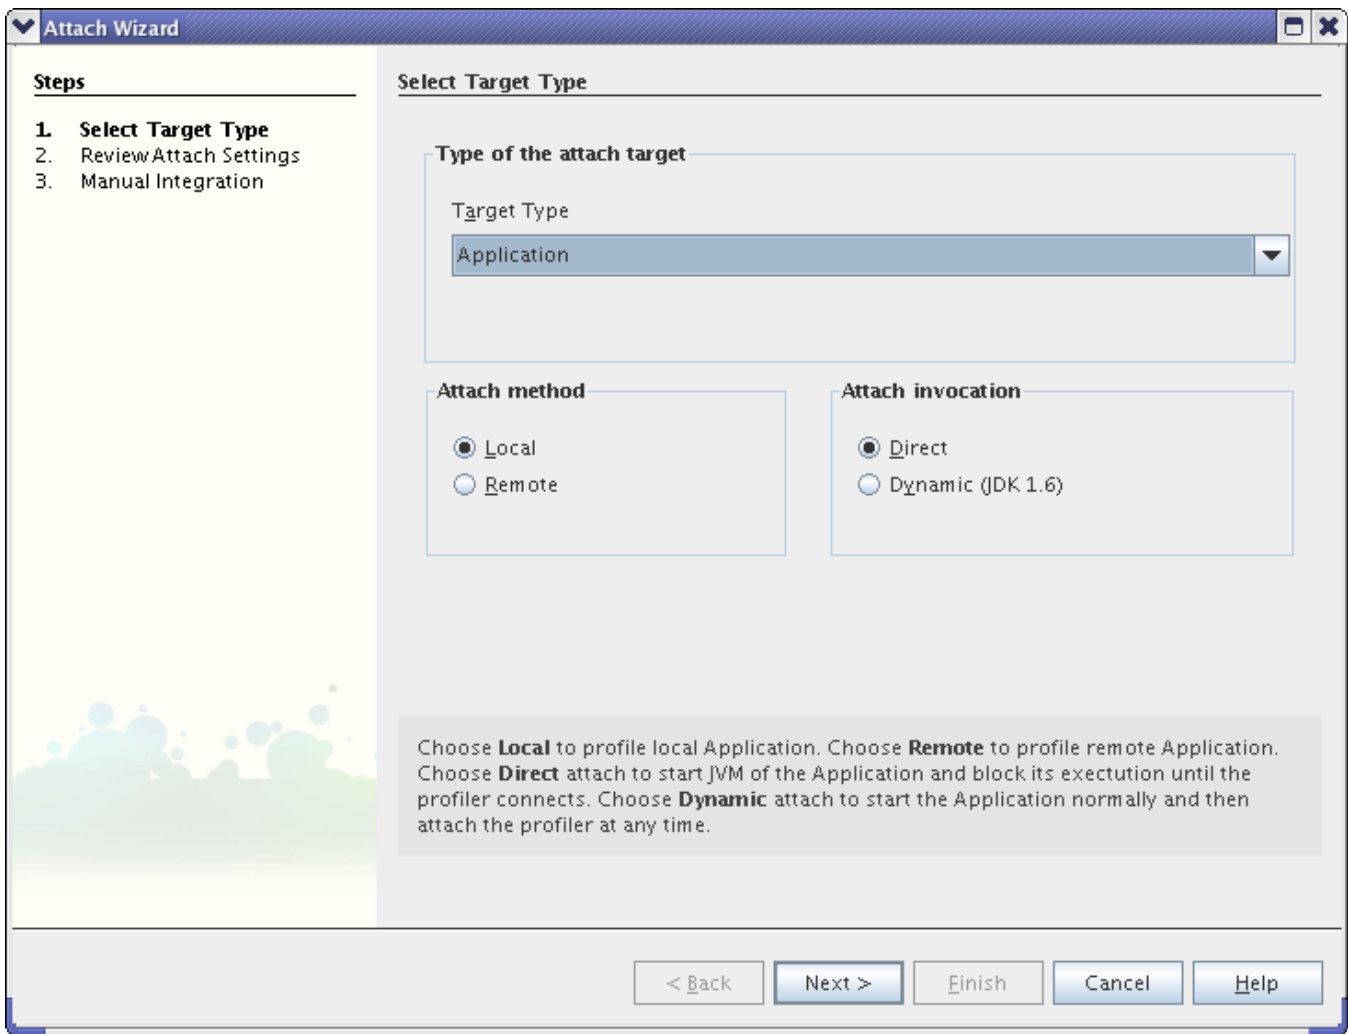 Attach Wizard
Steps
1. Select Target Type
2. Review Attach Settings
3. Manual Integration
Select Target Type
Type of the attach target
Target Type
Application
Attach method
Local
Remote
Attach invocation
Direct
Dynamic (JDK 1.6)
Choose Local to profile local Application. Choose Remote to profile remote Application.
Choose Direct attach to start JVM of the Application and block its exectution until the
profiler connects. Choose Dynamic attach to start the Application normally and then
attach the profiler at any time.
< Back
Next >
Finish
Cancel
Help